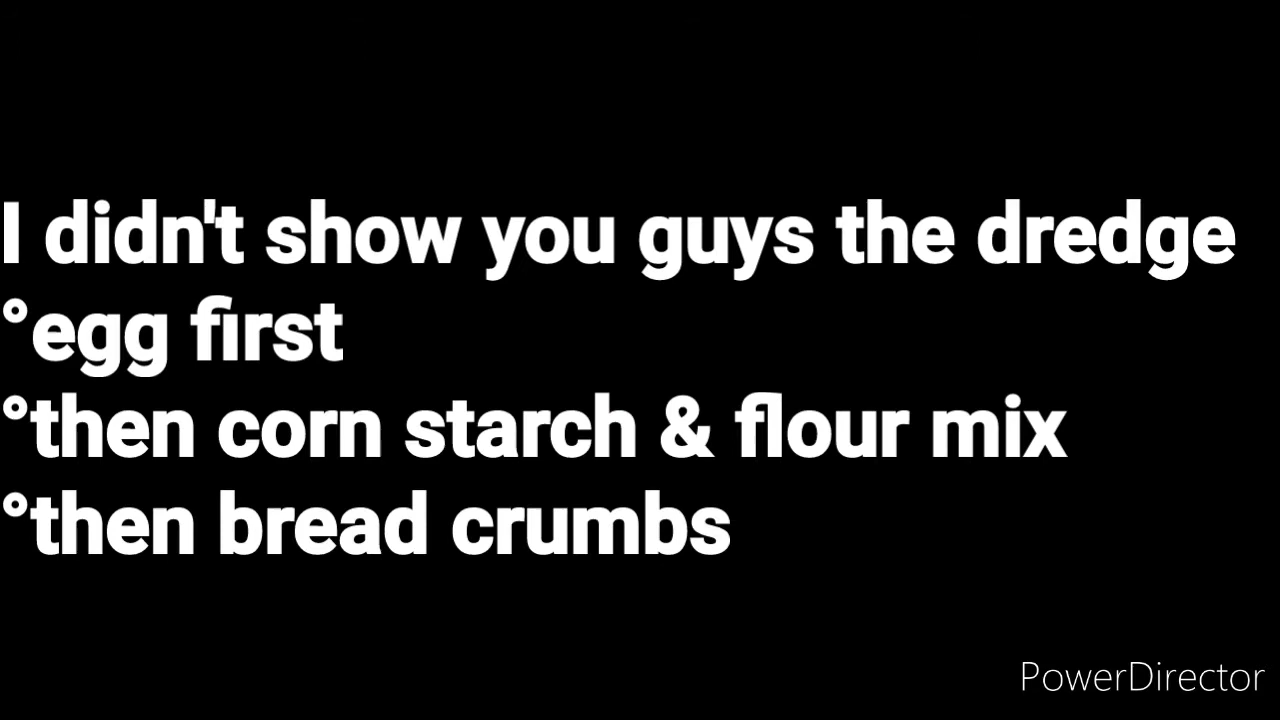 I didn't show you guys the dredge
°egg first
°then corn starch & flour mix
°then bread crumbs
PowerDirector